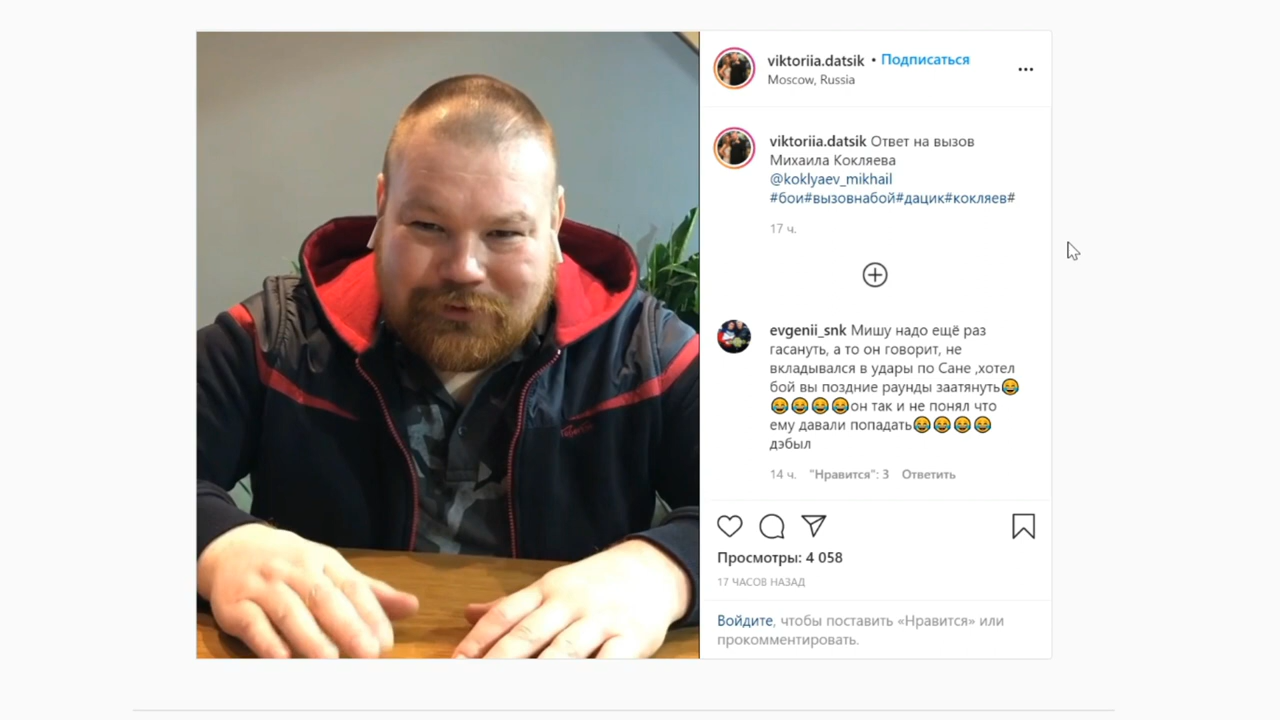 viktoriia.datsik • Подписаться
Moscow, Russia
viktoriia.datsik Ответ на вызов
Михаила Кокляева
@koklyaev_mikhail
#бои#вызовнабой#дацик#кокляев#
17 ч.
evgenii_snk Мишу надо ещё раз
гасануть, а то он говорит, не
вкладывался в удары по Сане ,хотел
бой вы поздние раунды заатянуть😂
😂😂😂😂он так и не понял что
ему давали попадать😂😂😂😂
дэбыл
14 ч. "Нравится": 3 Ответить
Просмотры: 4 058
17 ЧАСОВ НАЗАД
Войдите, чтобы поставить «Нравится» или
прокомментировать.